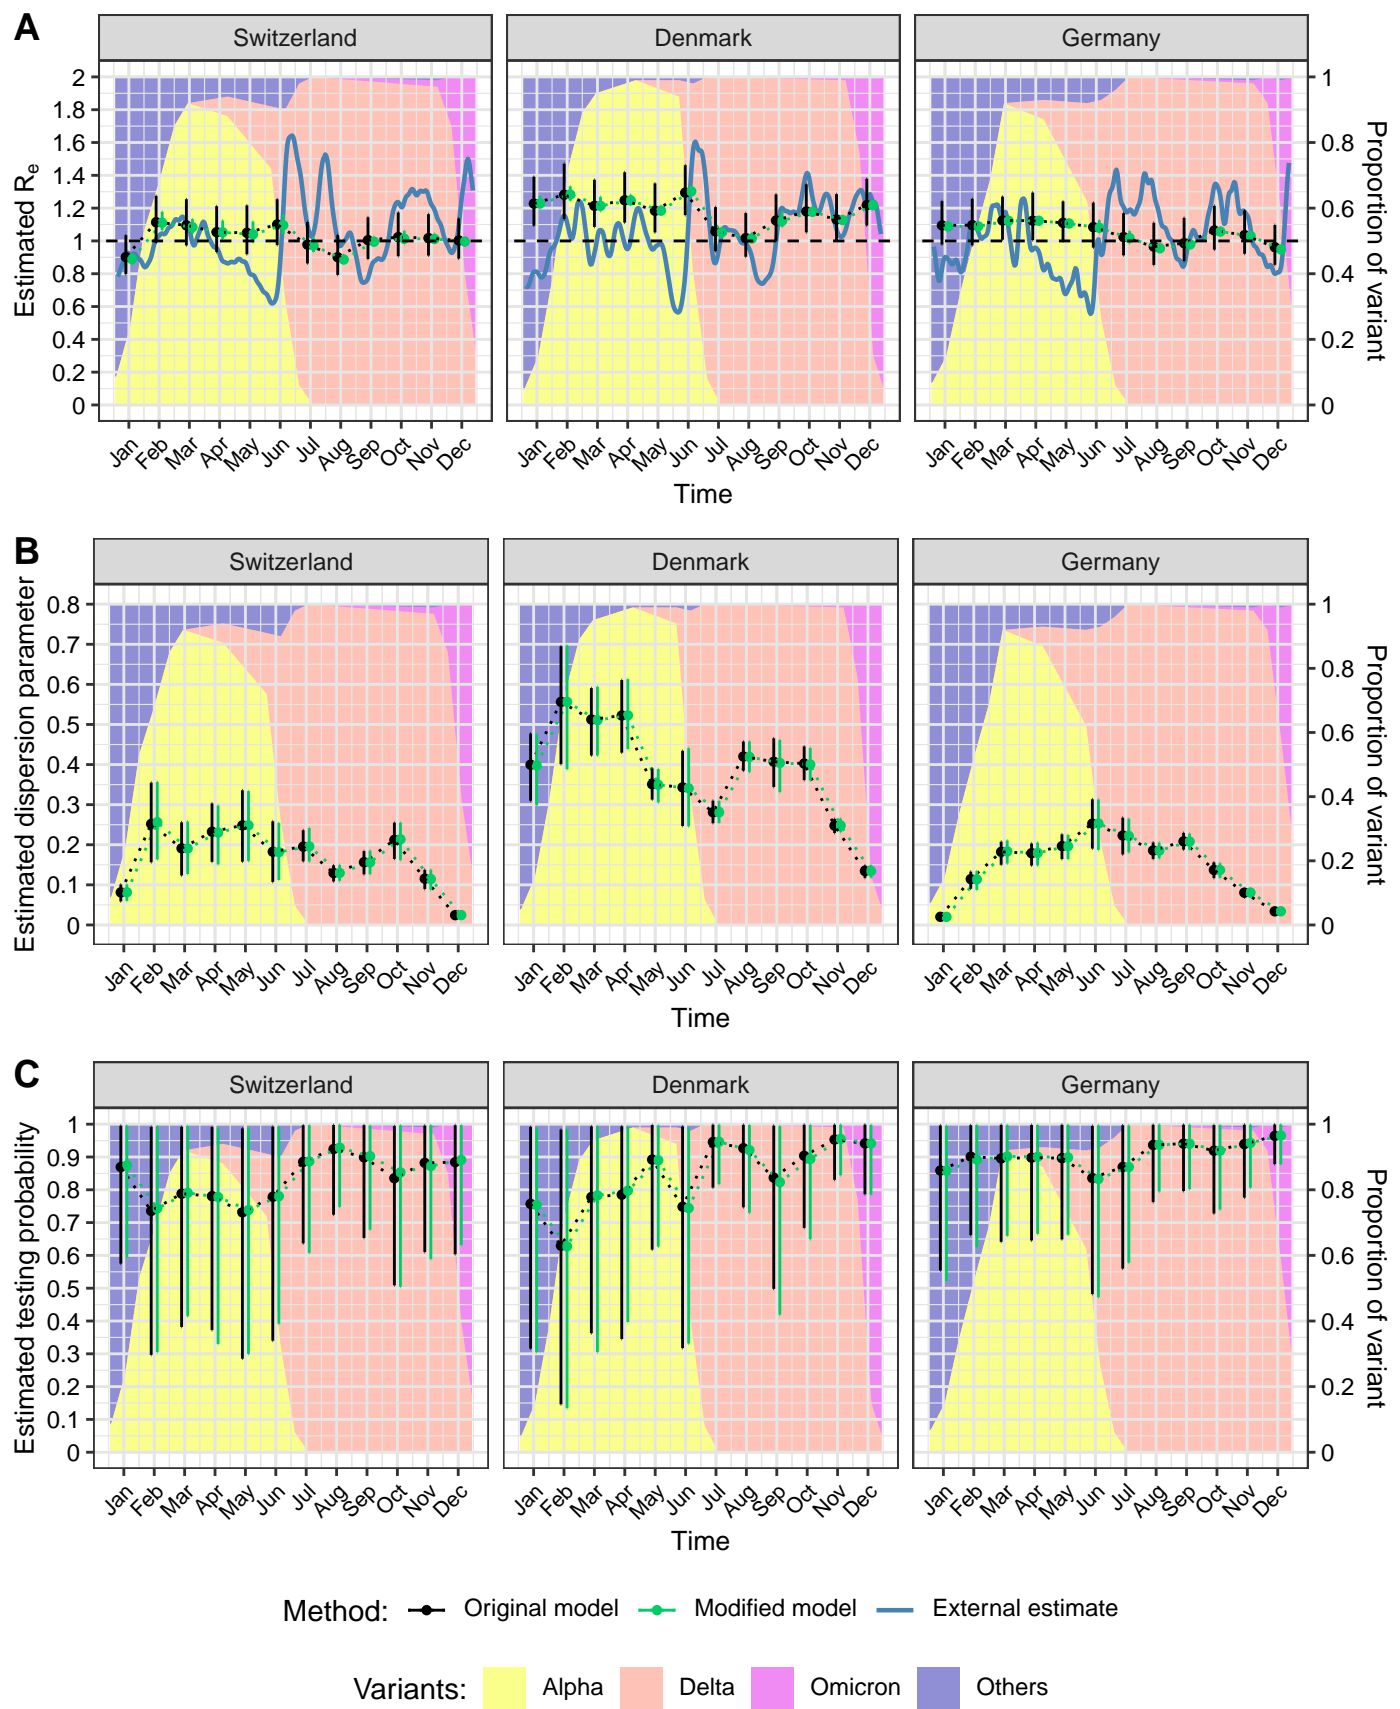 A
Switzerland Denmark Germany
Estimated Re
2
1.8
1.6
1.4
1.2
1
0.8
0.6
0.4
0.2
0
1
0.8
0.6
0.4
0.2
0
Proportion of variant
Jan Feb Mar Apr May Jun Jul Aug Sep Oct Nov Dec
Jan Feb Mar Apr May Jun Jul Aug Sep Oct Nov Dec
Jan Feb Mar Apr May Jun Jul Aug Sep Oct Nov Dec
Time
B
Switzerland Denmark Germany
Estimated dispersion parameter
0.8
0.7
0.6
0.5
0.4
0.3
0.2
0.1
0
1
0.8
0.6
0.4
0.2
0
Proportion of variant
Jan Feb Mar Apr May Jun Jul Aug Sep Oct Nov Dec
Jan Feb Mar Apr May Jun Jul Aug Sep Oct Nov Dec
Jan Feb Mar Apr May Jun Jul Aug Sep Oct Nov Dec
Time
C
Switzerland Denmark Germany
Estimated testing probability
1
0.9
0.8
0.7
0.6
0.5
0.4
0.3
0.2
0.1
0
1
0.8
0.6
0.4
0.2
0
Proportion of variant
Jan Feb Mar Apr May Jun Jul Aug Sep Oct Nov Dec
Jan Feb Mar Apr May Jun Jul Aug Sep Oct Nov Dec
Jan Feb Mar Apr May Jun Jul Aug Sep Oct Nov Dec
Time
Method: Original model Modified model External estimate
Variants: Alpha Delta Omicron Others